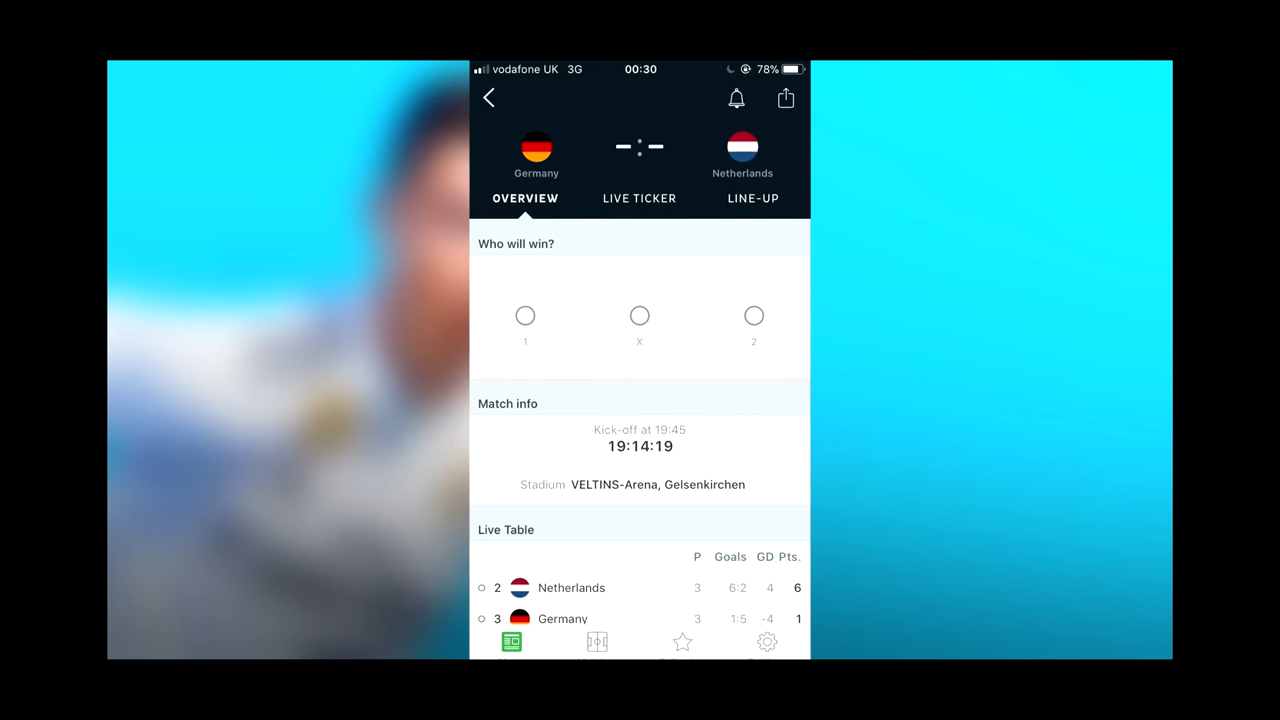 vodafone UK 3G 00:30 78%
Germany
– : –
Netherlands
OVERVIEW LIVE TICKER LINE-UP
Who will win?
1 X 2
Match info
Kick-off at 19:45
19:14:19
Stadium VELTINS-Arena, Gelsenkirchen
Live Table
P Goals GD Pts.
2 Netherlands 3 6:2 4 6
3 Germany 3 1:5 -4 1